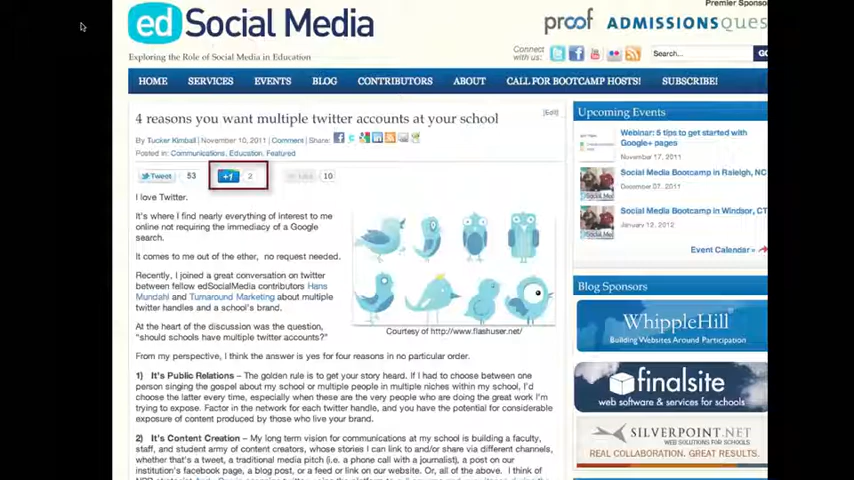 Premier Sponso
ed Social Media
proof ADMISSIONSQues
Exploring the Role of Social Media in Education
Connect with us:
Search...
GO
HOME SERVICES EVENTS BLOG CONTRIBUTORS ABOUT CALL FOR BOOTCAMP HOSTS! SUBSCRIBE!
4 reasons you want multiple twitter accounts at your school
[Edit]
By Tucker Kimball | November 10, 2011 | Comment | Share:
Posted in: Communications, Education, Featured
Tweet 53 +1 2 Like 10
I love Twitter.
It's where I find nearly everything of interest to me
online not requiring the immediacy of a Google
search.
It comes to me out of the ether, no request needed.
Recently, I joined a great conversation on twitter
between fellow edSocialMedia contributors Hans
Mundahl and Turnaround Marketing about multiple
twitter handles and a school's brand.
At the heart of the discussion was the question,
"should schools have multiple twitter accounts?"
Courtesy of http://www.flashuser.net/
From my perspective, I think the answer is yes for four reasons in no particular order.
1) It's Public Relations – The golden rule is to get your story heard. If I had to choose between one
person singing the gospel about my school or multiple people in multiple niches within my school, I'd
choose the latter every time, especially when these are the very people who are doing the great work I'm
trying to expose. Factor in the network for each twitter handle, and you have the potential for considerable
exposure of content produced by those who live your brand.
2) It's Content Creation – My long term vision for communications at my school is building a faculty,
staff, and student army of content creators, whose stories I can link to and/or share via different channels,
whether that's a tweet, a traditional media pitch (i.e. a phone call with a journalist), a post on our
institution's facebook page, a blog post, or a feed or link on our website. Or, all of the above. I think of
Upcoming Events
Webinar: 5 tips to get started with
Google+ pages
November 17, 2011
Social Media Bootcamp in Raleigh, NC
December 07, 2011
Social Media Bootcamp in Windsor, CT
January 12, 2012
Event Calendar »
Blog Sponsors
WHIPPLEHILL
Building Websites Around Participation
finalsite
web software & services for schools
SILVERPOINT.NET
WEB SOLUTIONS FOR SCHOOLS
REAL COLLABORATION. GREAT RESULTS.